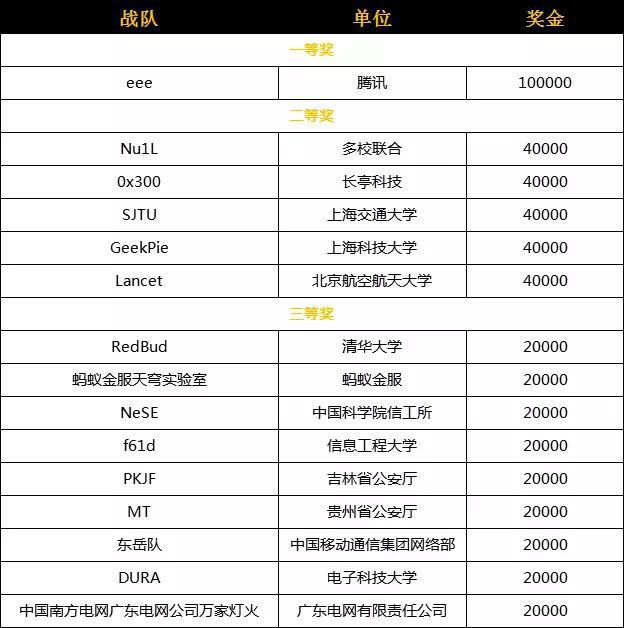 战队 单位 奖金
一等奖
eee 腾讯 100000
二等奖
Nu1L 多校联合 40000
0x300 长亭科技 40000
SJTU 上海交通大学 40000
GeekPie 上海科技大学 40000
Lancet 北京航空航天大学 40000
三等奖
RedBud 清华大学 20000
蚂蚁金服天穹实验室 蚂蚁金服 20000
NeSE 中国科学院信工所 20000
f61d 信息工程大学 20000
PKJF 吉林省公安厅 20000
MT 贵州省公安厅 20000
东岳队 中国移动通信集团网络部 20000
DURA 电子科技大学 20000
中国南方电网广东电网公司万家灯火 广东电网有限责任公司 20000